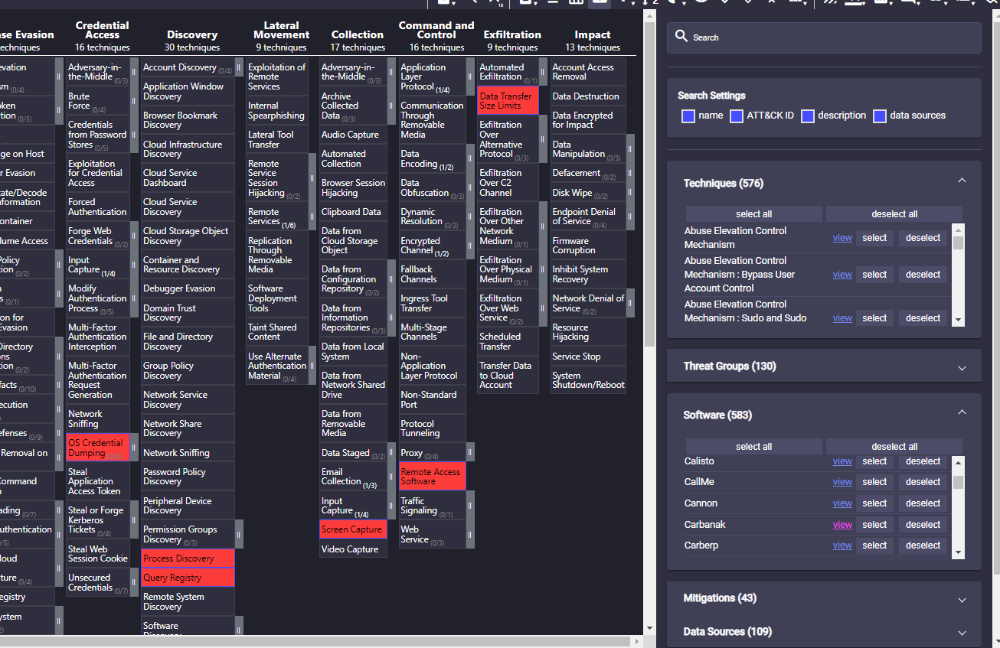 18
2
ase Evasion
echniques
evation
sm (0/4)
oken
tion (0/5)
ge on Host
r Evasion
cate/Decode
nformation
ontainer
lume Access
Policy
ion (0/2)
s (0/1)
on for
Evasion
Directory
ons
tion (0/2)
facts (0/10)
ecution
efenses (0/9)
Removal on
Command
ading (0/7)
uthentication
/5)
loud
cture (0/4)
egistry
ystem
Credential
Access
16 techniques
Adversary-in-
the-Middle (0/3)
Brute
Force (0/4)
Credentials
from Password
Stores (0/5)
Exploitation
for Credential
Access
Forced
Authentication
Forge Web
Credentials (0/2)
Input
Capture (1/4)
Modify
Authentication
Process (0/5)
Multi-Factor
Authentication
Interception
Multi-Factor
Authentication
Request
Generation
Network
Sniffing
OS Credential
Dumping (0/8)
Steal
Application
Access Token
Steal or Forge
Kerberos
Tickets (0/4)
Steal Web
Session Cookie
Unsecured
Credentials (0/7)
Discovery
30 techniques
Account Discovery (0/4)
Application Window
Discovery
Browser Bookmark
Discovery
Cloud Infrastructure
Discovery
Cloud Service
Dashboard
Cloud Service
Discovery
Cloud Storage Object
Discovery
Container and
Resource Discovery
Debugger Evasion
Domain Trust
Discovery
File and Directory
Discovery
Group Policy
Discovery
Network Service
Discovery
Network Share
Discovery
Network Sniffing
Password Policy
Discovery
Peripheral Device
Discovery
Permission Groups
Discovery (0/3)
Process Discovery
Query Registry
Remote System
Discovery
Software
Discovery
Lateral
Movement
9 techniques
Exploitation of
Remote
Services
Internal
Spearphishing
Lateral Tool
Transfer
Remote
Service
Session
Hijacking (0/2)
Remote
Services (1/6)
Replication
Through
Removable
Media
Software
Deployment
Tools
Taint Shared
Content
Use Alternate
Authentication
Material (0/4)
Collection
17 techniques
Adversary-in-
the-Middle (0/3)
Archive
Collected
Data (0/3)
Audio Capture
Automated
Collection
Browser Session
Hijacking
Clipboard Data
Data from
Cloud Storage
Object
Data from
Configuration
Repository (0/2)
Data from
Information
Repositories (0/3)
Data from Local
System
Data from
Network Shared
Drive
Data from
Removable
Media
Data Staged (0/2)
Email
Collection (1/3)
Input
Capture (1/4)
Screen Capture
Video Capture
Command and
Control
16 techniques
Application
Layer
Protocol (1/4)
Communication
Through
Removable
Media
Data
Encoding (1/2)
Data
Obfuscation (0/3)
Dynamic
Resolution (0/3)
Encrypted
Channel (1/2)
Fallback
Channels
Ingress Tool
Transfer
Multi-Stage
Channels
Non-
Application
Layer Protocol
Non-Standard
Port
Protocol
Tunneling
Proxy (0/4)
Remote Access
Software
Traffic
Signaling (0/1)
Web
Service (0/3)
Exfiltration
9 techniques
Automated
Exfiltration (0/1)
Data Transfer
Size Limits
Exfiltration
Over
Alternative
Protocol (0/3)
Exfiltration
Over C2
Channel
Exfiltration
Over Other
Network
Medium (0/1)
Exfiltration
Over Physical
Medium (0/1)
Exfiltration
Over Web
Service (0/2)
Scheduled
Transfer
Transfer Data
to Cloud
Account
Impact
13 techniques
Account Access
Removal
Data Destruction
Data Encrypted
for Impact
Data
Manipulation (0/3)
Defacement (0/2)
Disk Wipe (0/2)
Endpoint Denial
of Service (0/4)
Firmware
Corruption
Inhibit System
Recovery
Network Denial of
Service (0/2)
Resource
Hijacking
Service Stop
System
Shutdown/Reboot
Search
Search Settings
name ATT&CK ID description data sources
Techniques (576)
select all deselect all
Abuse Elevation Control
Mechanism view select deselect
Abuse Elevation Control
Mechanism : Bypass User view select deselect
Account Control
Abuse Elevation Control
Mechanism : Sudo and Sudo view select deselect
Threat Groups (130)
Software (583)
select all deselect all
Calisto view select deselect
CallMe view select deselect
Cannon view select deselect
Carbanak view select deselect
Carberp view select deselect
Mitigations (43)
Data Sources (109)